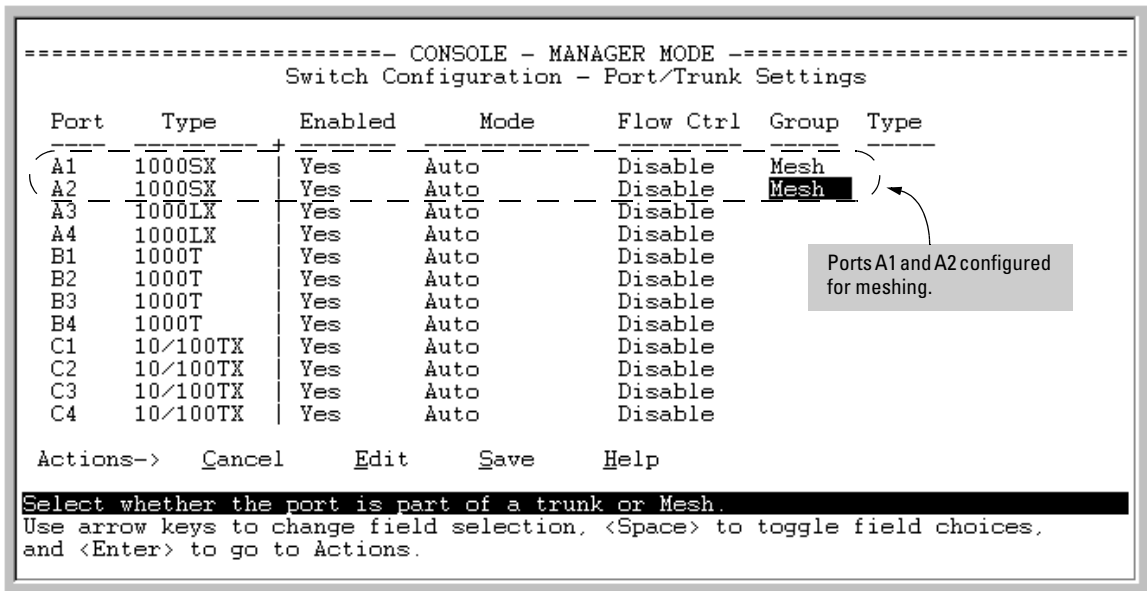 ===========================- CONSOLE - MANAGER MODE -============================
Switch Configuration - Port/Trunk Settings
Port Type Enabled Mode Flow Ctrl Group Type
---- --------- + ------- ------------ --------- ----- -----
A1 1000SX | Yes Auto Disable Mesh
A2 1000SX | Yes Auto Disable Mesh
A3 1000LX | Yes Auto Disable
A4 1000LX | Yes Auto Disable
B1 1000T | Yes Auto Disable
B2 1000T | Yes Auto Disable
B3 1000T | Yes Auto Disable
B4 1000T | Yes Auto Disable
C1 10/100TX | Yes Auto Disable
C2 10/100TX | Yes Auto Disable
C3 10/100TX | Yes Auto Disable
C4 10/100TX | Yes Auto Disable
Ports A1 and A2 configured
for meshing.
Actions-> Cancel Edit Save Help
Select whether the port is part of a trunk or Mesh.
Use arrow keys to change field selection, <Space> to toggle field choices,
and <Enter> to go to Actions.